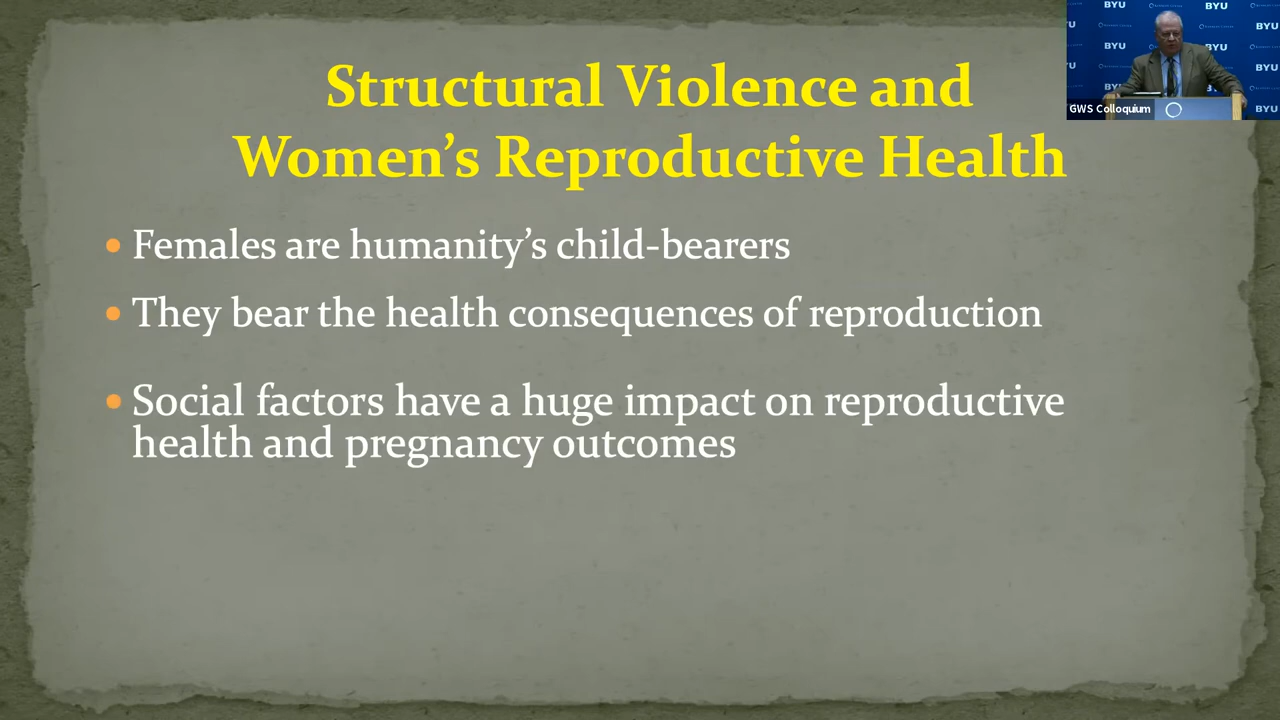 Structural Violence and
Women's Reproductive Health
• Females are humanity's child-bearers
• They bear the health consequences of reproduction
• Social factors have a huge impact on reproductive
health and pregnancy outcomes
BYU
BYU
BYU
BYU
BYU
BYU
BYU
GWS Colloquium